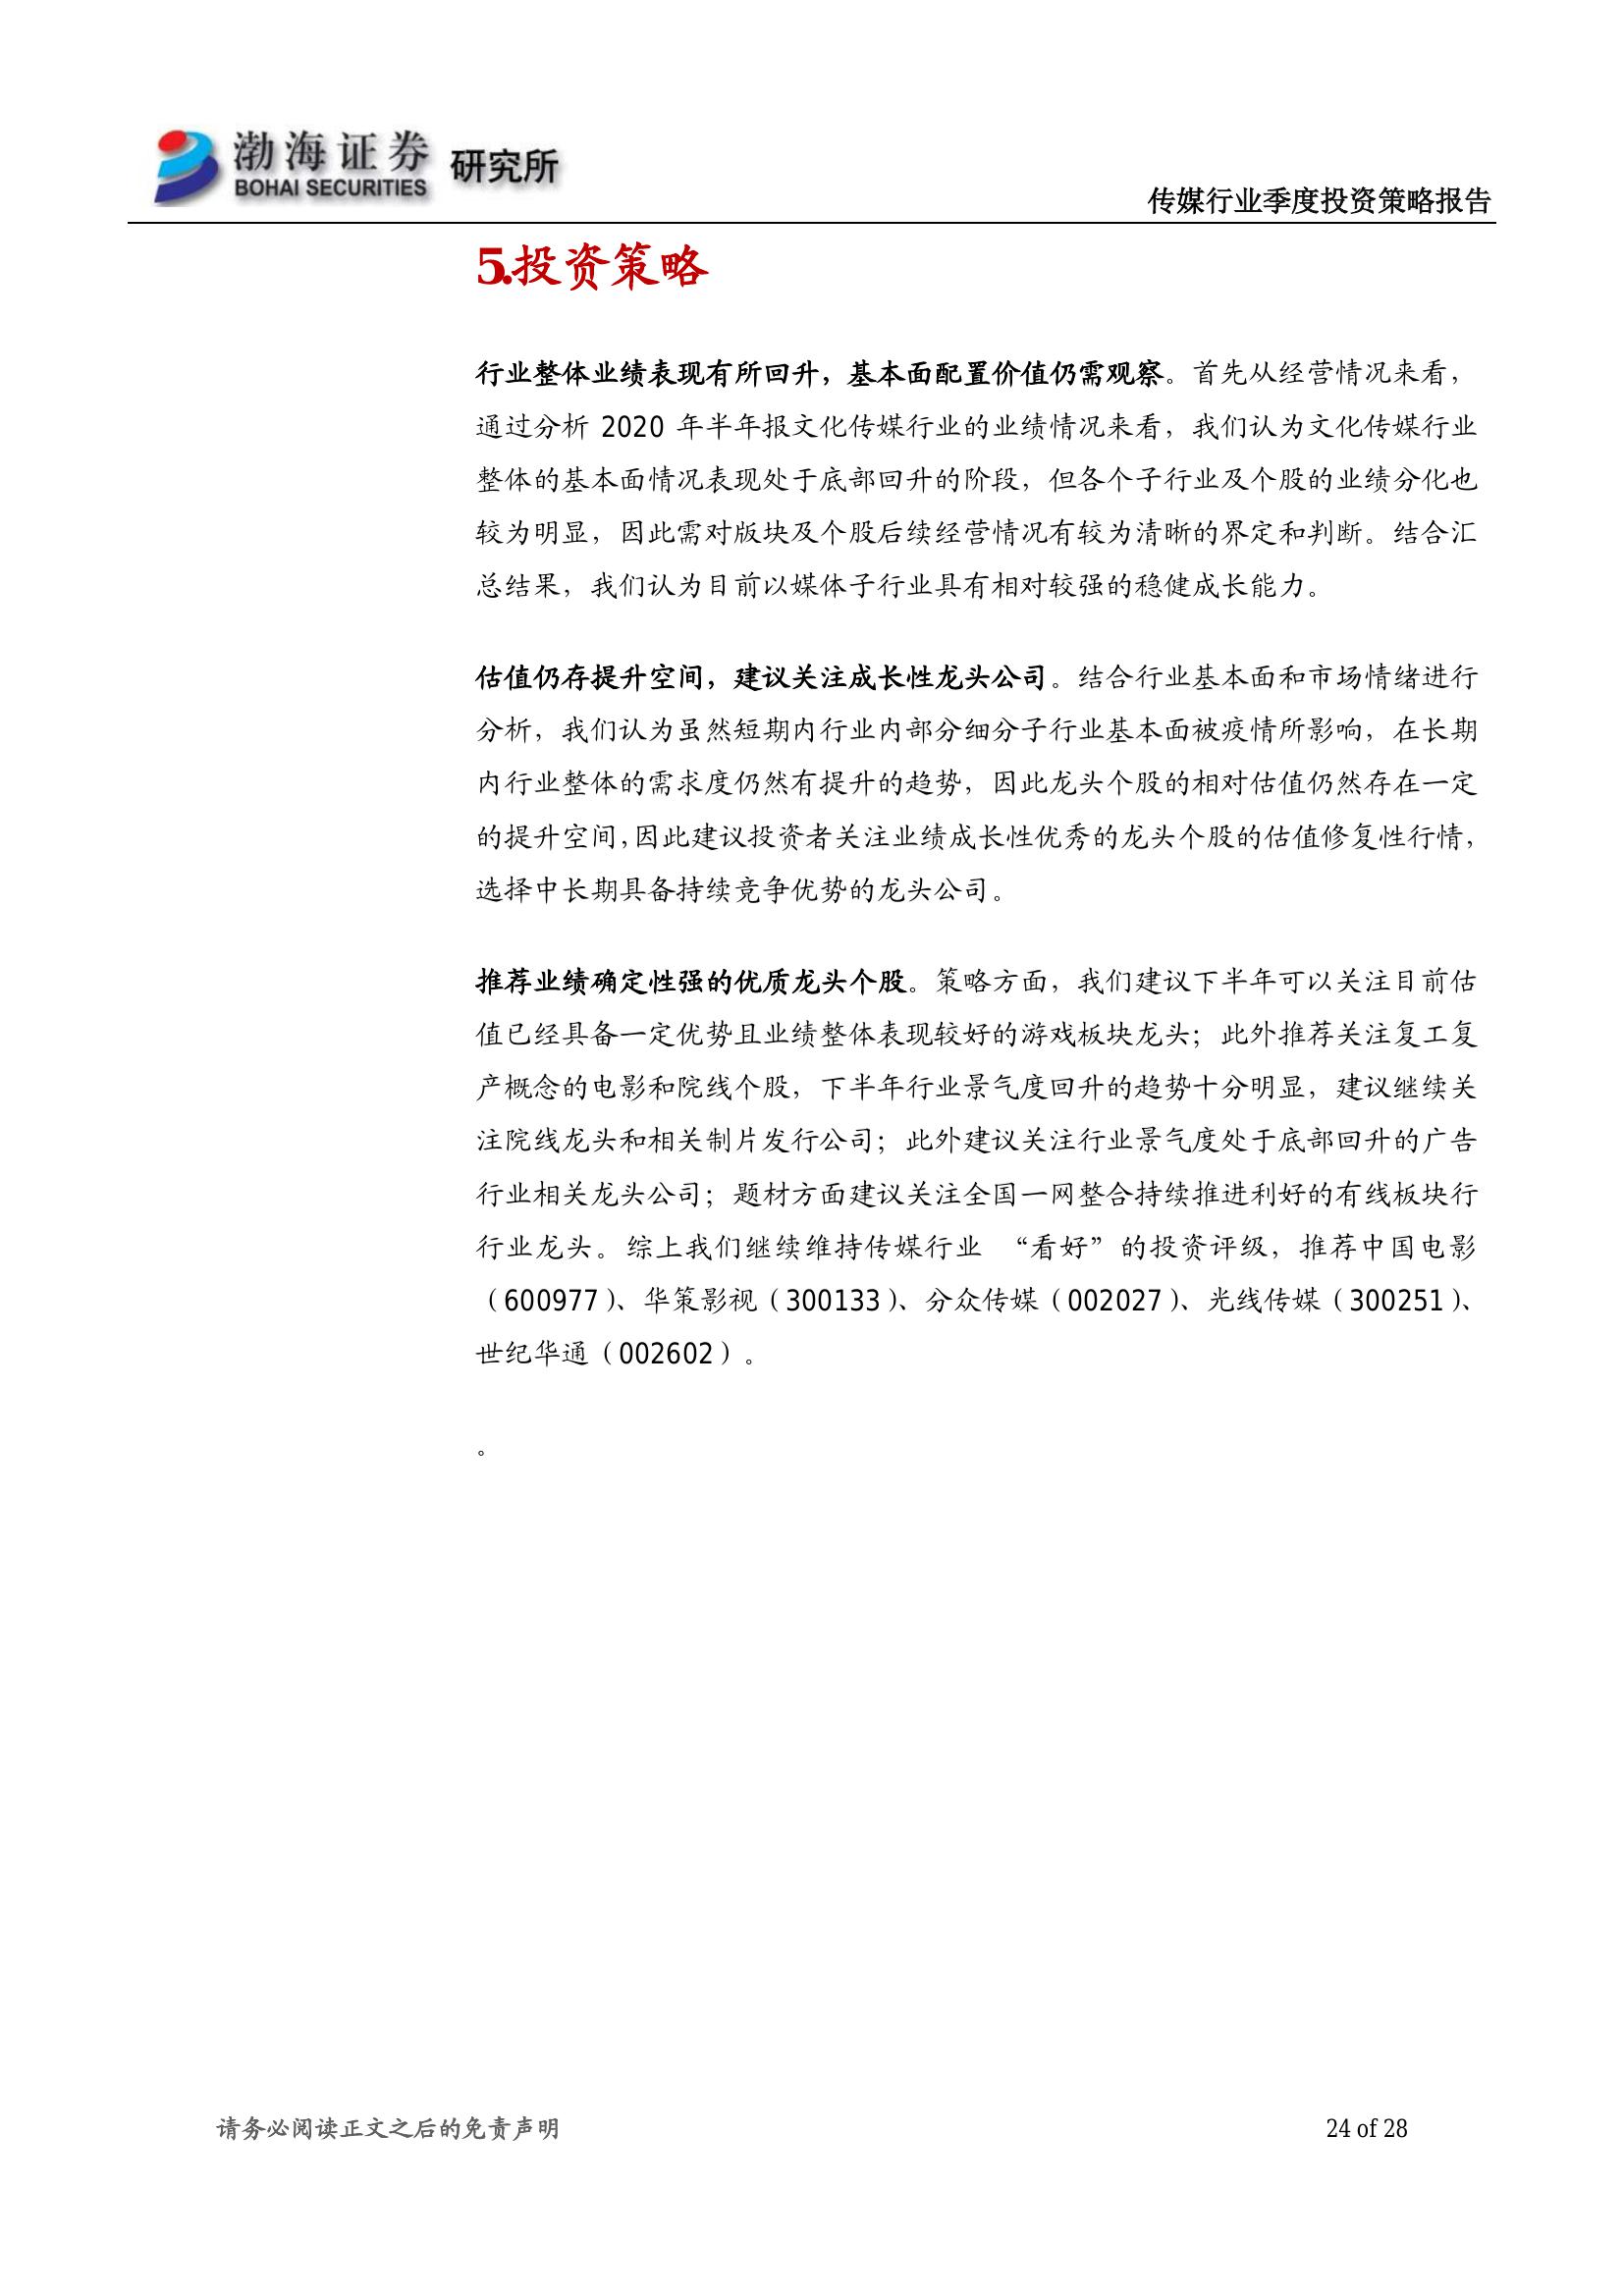 渤海证券 研究所
BOHAI SECURITIES
传媒行业季度投资策略报告
5.投资策略
行业整体业绩表现有所回升，基本面配置价值仍需观察。首先从经营情况来看，
通过分析 2020 年半年报文化传媒行业的业绩情况来看，我们认为文化传媒行业
整体的基本面情况表现处于底部回升的阶段，但各个子行业及个股的业绩分化也
较为明显，因此需对版块及个股后续经营情况有较为清晰的界定和判断。结合汇
总结果，我们认为目前以媒体子行业具有相对较强的稳健成长能力。
估值仍存提升空间，建议关注成长性龙头公司。结合行业基本面和市场情绪进行
分析，我们认为虽然短期内行业内部分细分子行业基本面被疫情所影响，在长期
内行业整体的需求度仍然有提升的趋势，因此龙头个股的相对估值仍然存在一定
的提升空间，因此建议投资者关注业绩成长性优秀的龙头个股的估值修复性行情，
选择中长期具备持续竞争优势的龙头公司。
推荐业绩确定性强的优质龙头个股。策略方面，我们建议下半年可以关注目前估
值已经具备一定优势且业绩整体表现较好的游戏板块龙头；此外推荐关注复工复
产概念的电影和院线个股，下半年行业景气度回升的趋势十分明显，建议继续关
注院线龙头和相关制片发行公司；此外建议关注行业景气度处于底部回升的广告
行业相关龙头公司；题材方面建议关注全国一网整合持续推进利好的有线板块行
行业龙头。综上我们继续维持传媒行业 “看好”的投资评级，推荐中国电影
（600977）、华策影视（300133）、分众传媒（002027）、光线传媒（300251）、
世纪华通（002602）。
。
请务必阅读正文之后的免责声明
24 of 28